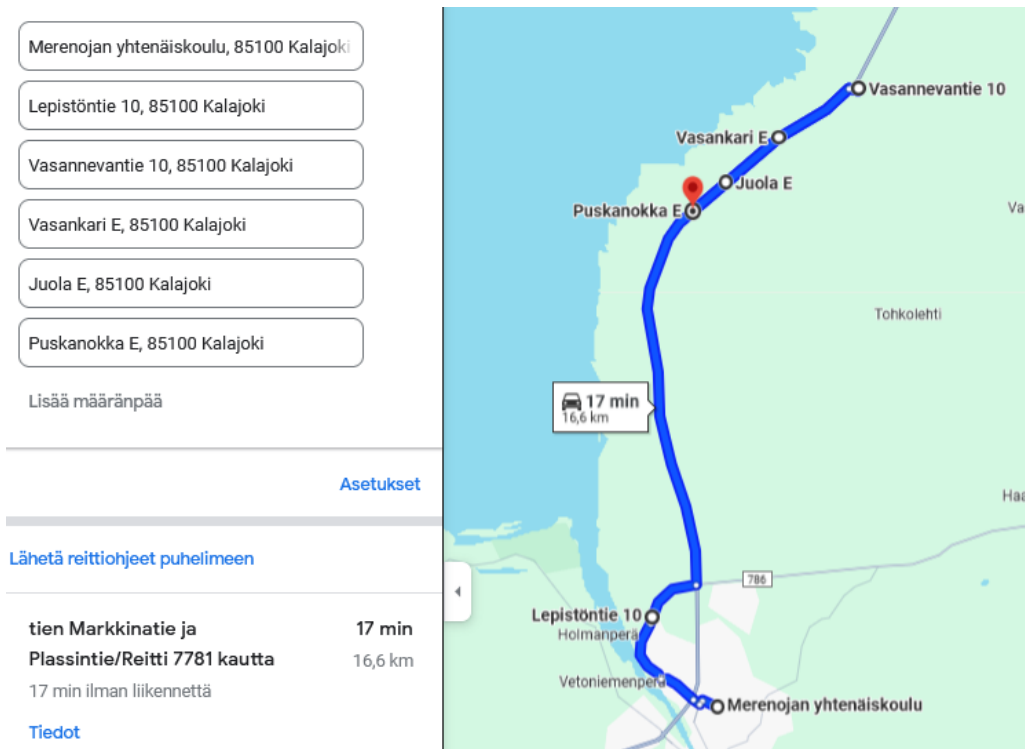 Merenojan yhtenäiskoulu, 85100 Kalajoki
Lepistöntie 10, 85100 Kalajoki
Vasannevantie 10, 85100 Kalajoki
Vasankari E, 85100 Kalajoki
Juola E, 85100 Kalajoki
Puskanokka E, 85100 Kalajoki
Lisää määränpää
Asetukset
Lähetä reittiohjeet puhelimeen
tien Markkinatie ja 17 min
Plassintie/Reitti 7781 kautta 16,6 km
17 min ilman liikennettä
Tiedot
Vasannevantie 10
Vasankari E
Juola E
Puskanokka E
Va
Tohkolehti
17 min
16,6 km
Haa
786
Lepistöntie 10
Holmanperä
Vetoniemenperä
Merenojan yhtenäiskoulu